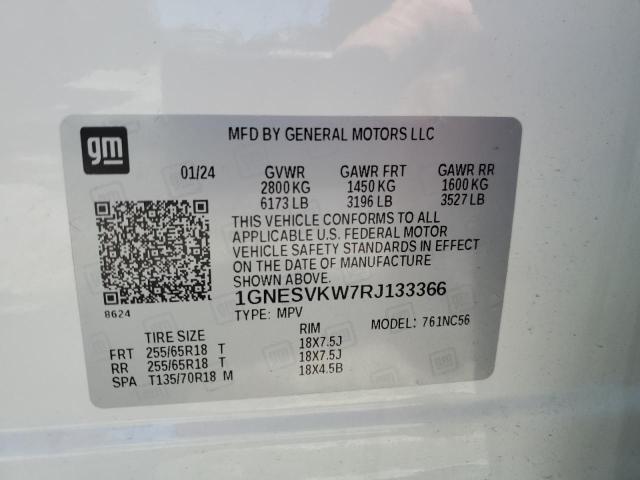 gm
MFD BY GENERAL MOTORS LLC
01/24 GVWR GAWR FRT GAWR RR
2800 KG 1450 KG 1600 KG
6173 LB 3196 LB 3527 LB
THIS VEHICLE CONFORMS TO ALL
APPLICABLE U.S. FEDERAL MOTOR
VEHICLE SAFETY STANDARDS IN EFFECT
ON THE DATE OF MANUFACTURE
SHOWN ABOVE.
1GNESVKW7RJ133366
8624
TYPE: MPV MODEL: 761NC56
TIRE SIZE RIM
FRT 255/65R18 T 18X7.5J
RR 255/65R18 T 18X7.5J
SPA T135/70R18 M 18X4.5B